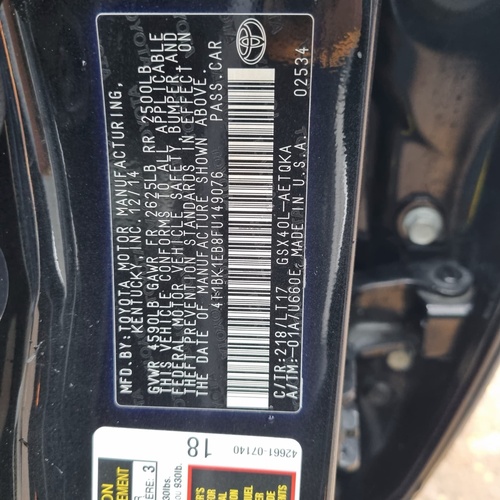 MFD. BY: TOYOTA MOTOR MANUFACTURING,
KENTUCKY, INC. 12/14
GVWR 4590LB GAWR FR 2625LB RR 2500LB
THIS VEHICLE CONFORMS TO ALL APPLICABLE
FEDERAL MOTOR VEHICLE SAFETY, BUMPER, AND
THEFT PREVENTION STANDARDS IN EFFECT ON
THE DATE OF MANUFACTURE SHOWN ABOVE.
4T1BK1EB8FU149076 PASS.CAR
C/TR:218/LT17 GSX40L-AETQKA
A/TM:-01A/U660E, MADE IN U.S.A.
02534
42661-07140
18